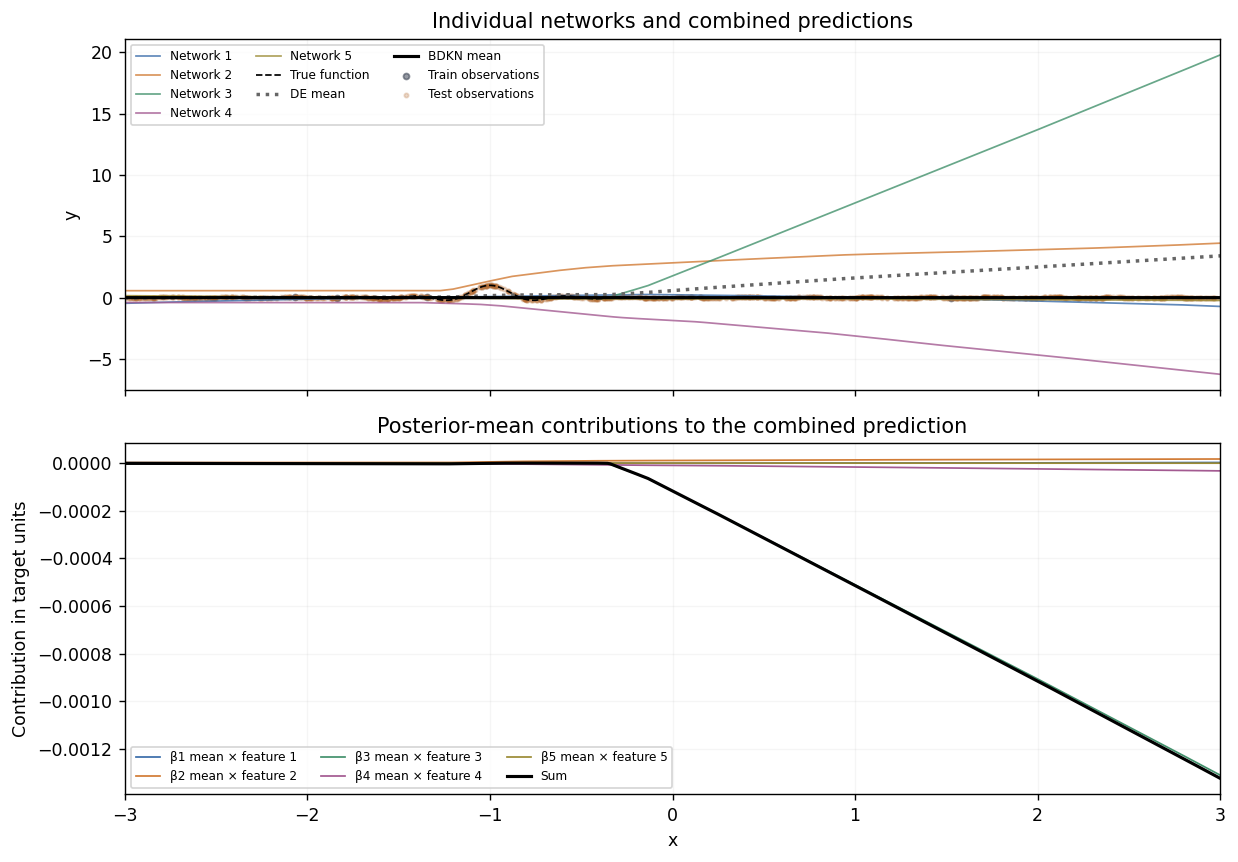 Individual networks and combined predictions
Network 1
Network 2
Network 3
Network 4
Network 5
True function
DE mean
BDKN mean
Train observations
Test observations
20
15
10
5
0
−5
y
Posterior-mean contributions to the combined prediction
0.0000
−0.0002
−0.0004
−0.0006
−0.0008
−0.0010
−0.0012
Contribution in target units
β1 mean × feature 1
β2 mean × feature 2
β3 mean × feature 3
β4 mean × feature 4
β5 mean × feature 5
Sum
−3
−2
−1
0
1
2
3
x